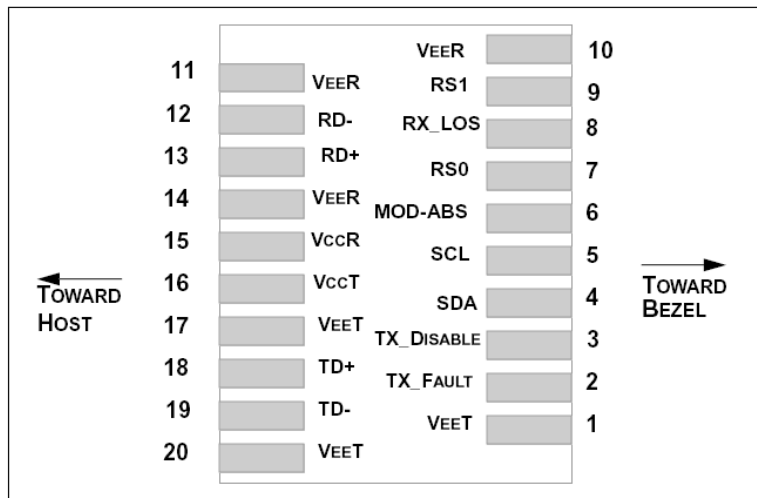 10 VEER
11 VEER
9 RS1
12 RD-
8 RX_LOS
13 RD+
7 RS0
14 VEER
6 MOD-ABS
15 VCCR
5 SCL
16 VCCT
4 SDA
17 VEET
3 TX_DISABLE
18 TD+
2 TX_FAULT
19 TD-
1 VEET
20 VEET
TOWARD
HOST
TOWARD
BEZEL